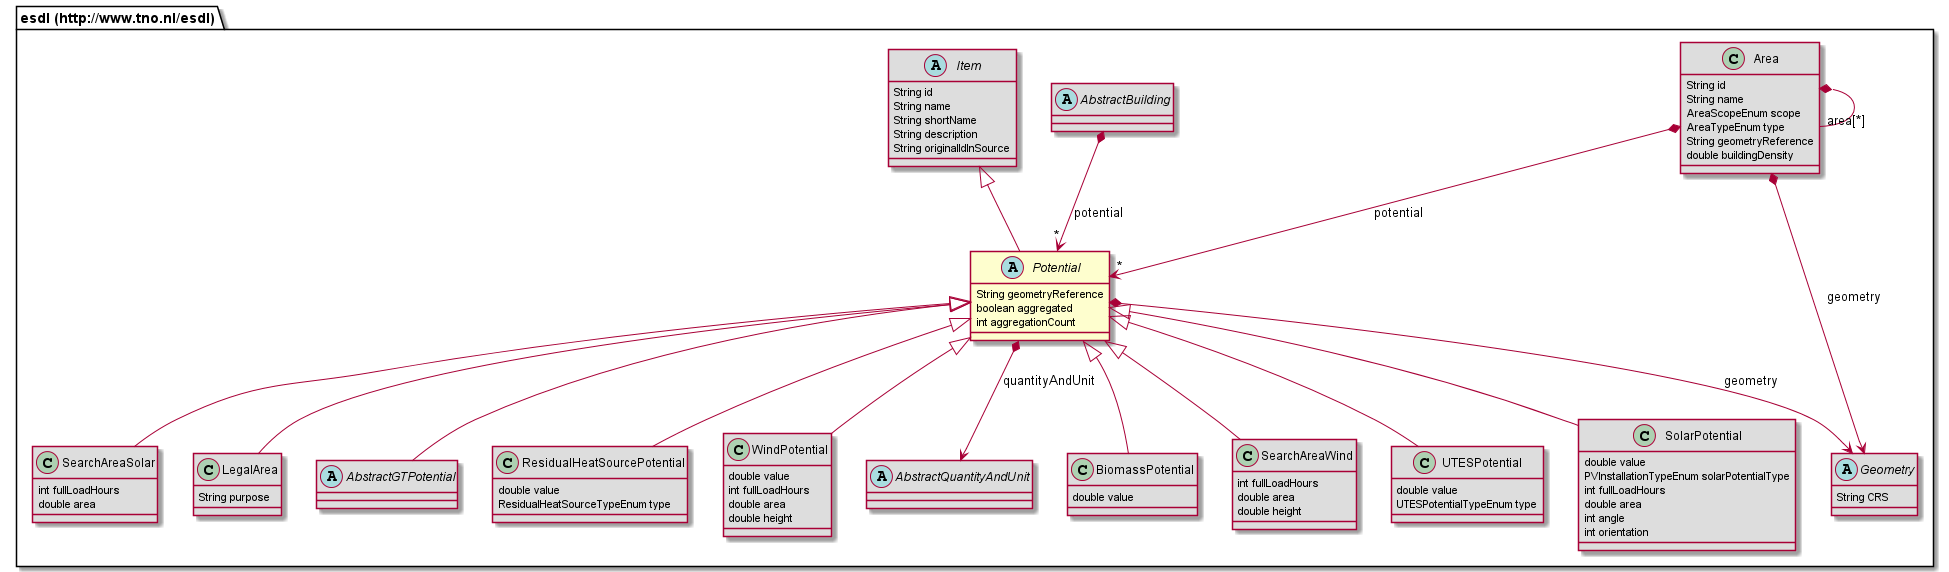 esdl (http://www.tno.nl/esdl)
A Item
String id
String name
String shortName
String description
String originalIdInSource
A AbstractBuilding
C Area
String id
String name
AreaScopeEnum scope
AreaTypeEnum type
String geometryReference
double buildingDensity
area[*]
potential
*
potential
*
geometry
A Potential
String geometryReference
boolean aggregated
int aggregationCount
quantityAndUnit
geometry
C SearchAreaSolar
int fullLoadHours
double area
C LegalArea
String purpose
A AbstractGTPotential
C ResidualHeatSourcePotential
double value
ResidualHeatSourceTypeEnum type
C WindPotential
double value
int fullLoadHours
double area
double height
A AbstractQuantityAndUnit
C BiomassPotential
double value
C SearchAreaWind
int fullLoadHours
double area
double height
C UTESPotential
double value
UTESPotentialTypeEnum type
C SolarPotential
double value
PVInstallationTypeEnum solarPotentialType
int fullLoadHours
double area
int angle
int orientation
A Geometry
String CRS